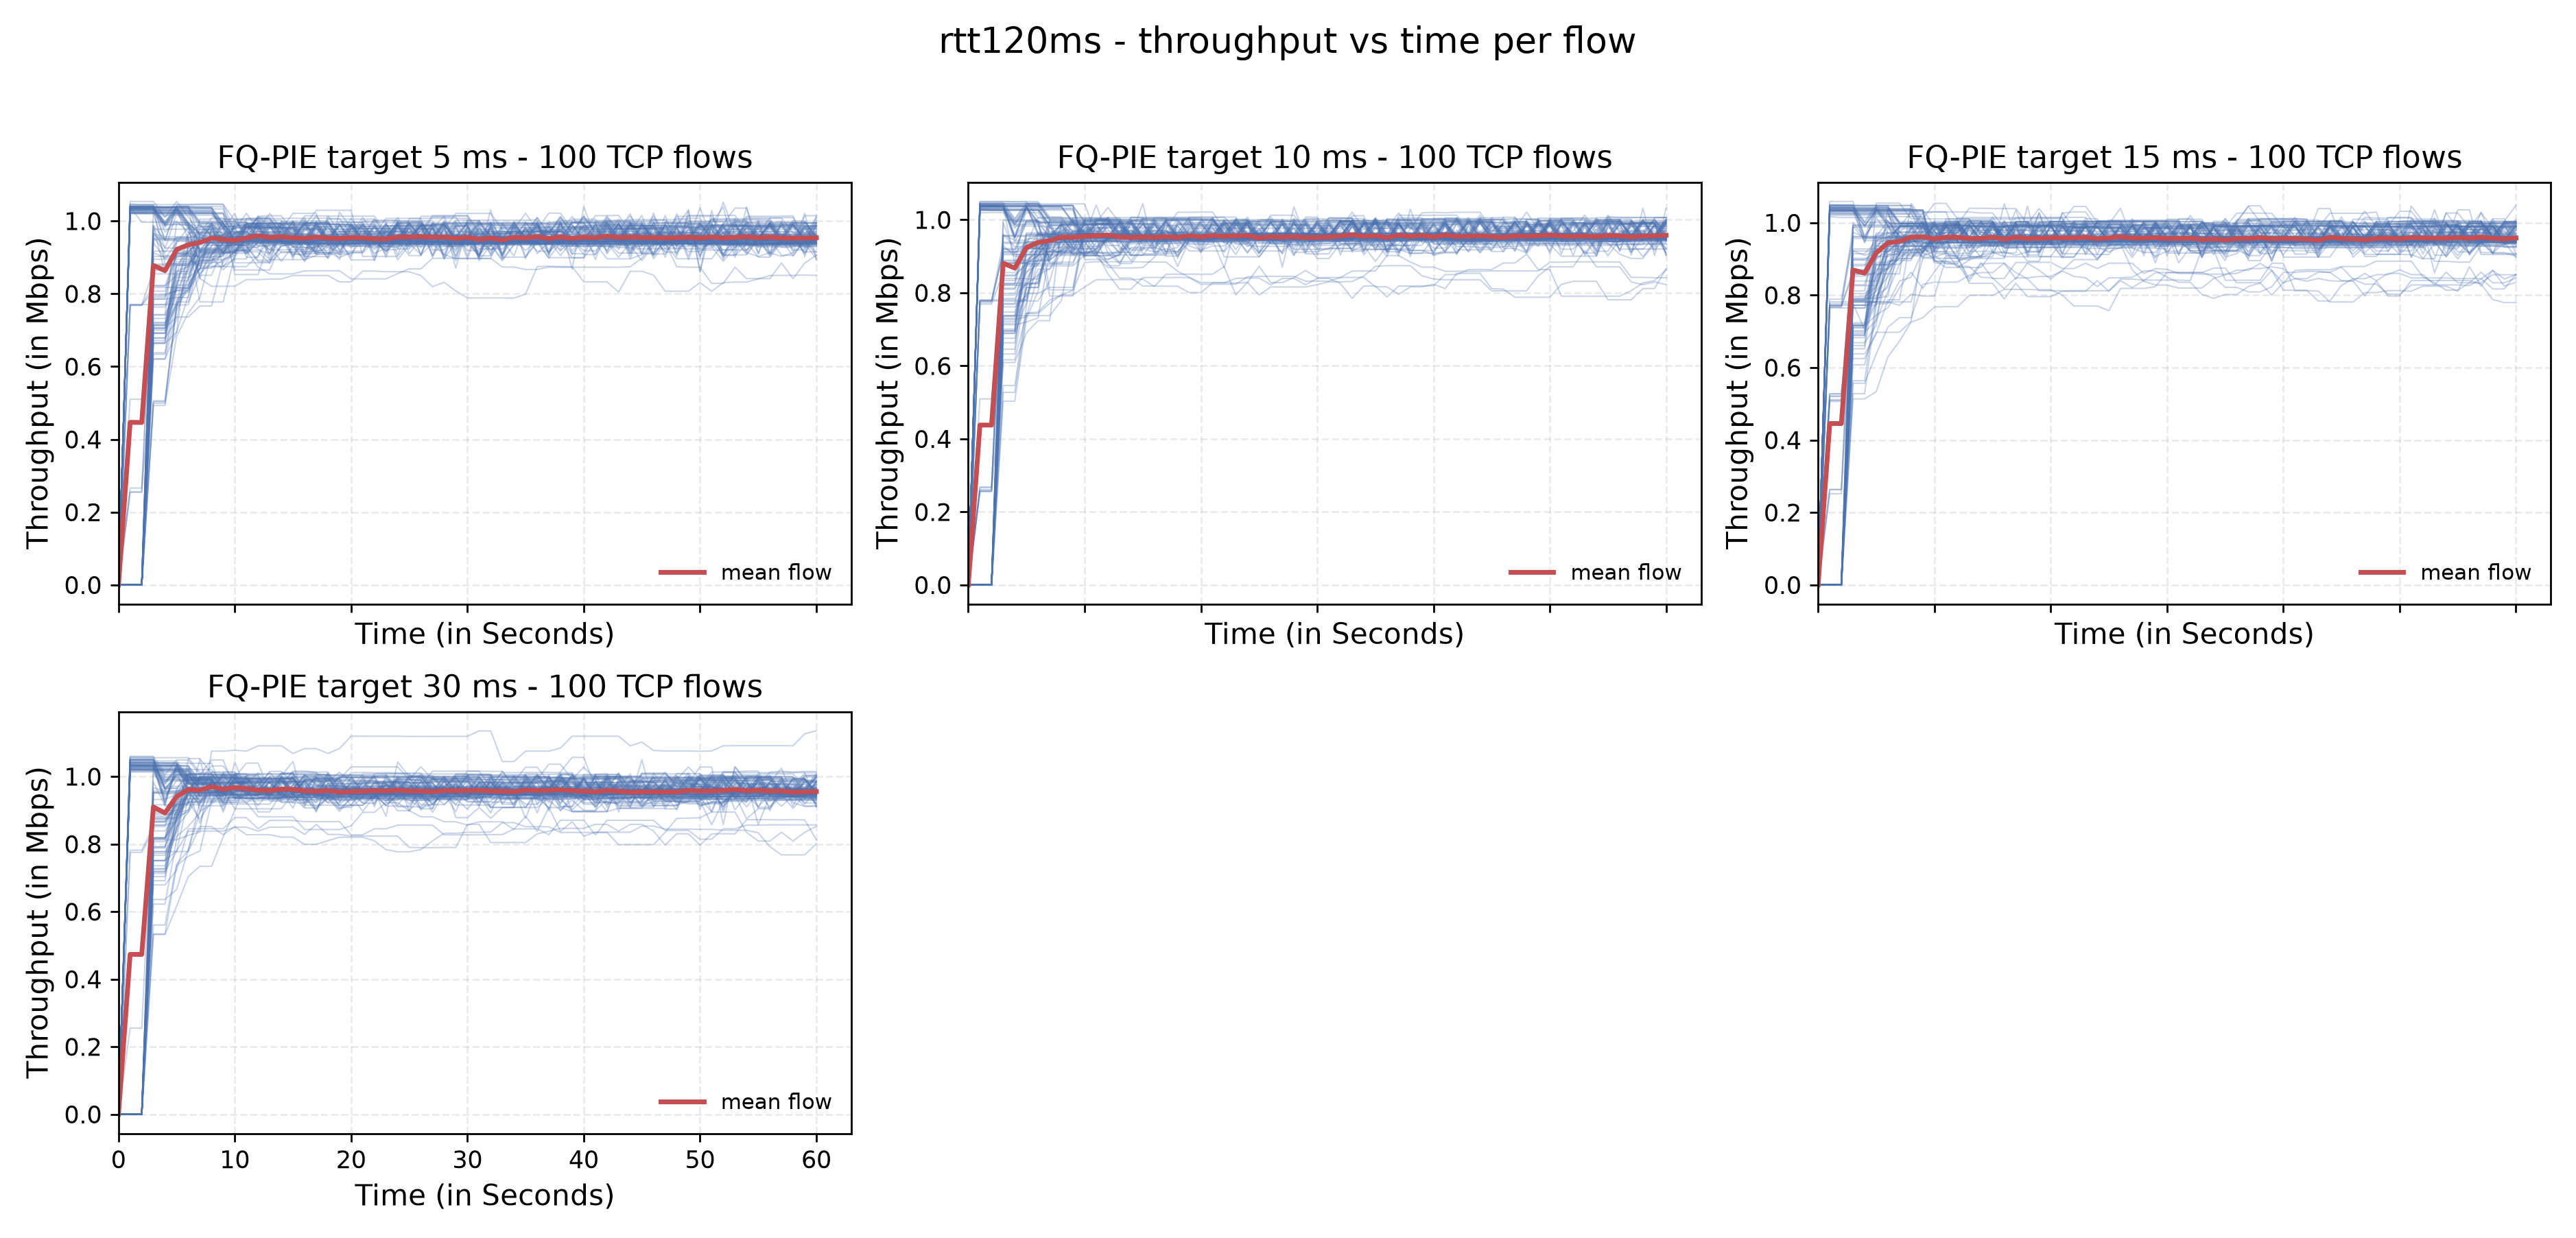 rtt120ms - throughput vs time per flow
FQ-PIE target 5 ms - 100 TCP flows
Throughput (in Mbps)
1.0
0.8
0.6
0.4
0.2
0.0
mean flow
Time (in Seconds)
FQ-PIE target 10 ms - 100 TCP flows
Throughput (in Mbps)
1.0
0.8
0.6
0.4
0.2
0.0
mean flow
Time (in Seconds)
FQ-PIE target 15 ms - 100 TCP flows
Throughput (in Mbps)
1.0
0.8
0.6
0.4
0.2
0.0
mean flow
Time (in Seconds)
FQ-PIE target 30 ms - 100 TCP flows
Throughput (in Mbps)
1.0
0.8
0.6
0.4
0.2
0.0
mean flow
0 10 20 30 40 50 60
Time (in Seconds)